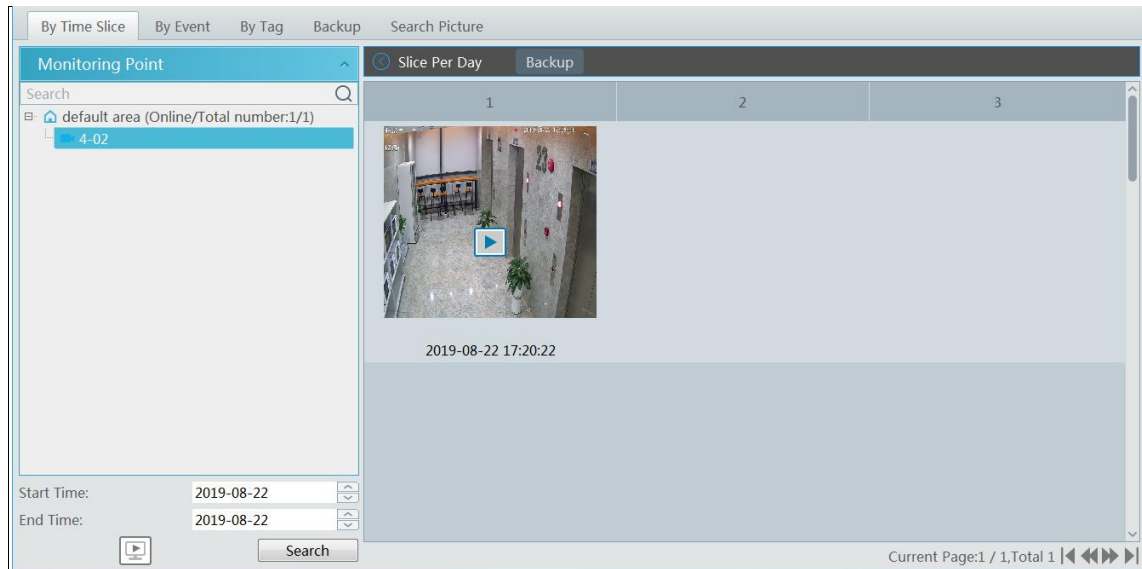 By Time Slice By Event By Tag Backup Search Picture
Monitoring Point
Search
default area (Online/Total number:1/1)
4-02
Start Time: 2019-08-22
End Time: 2019-08-22
Search
Slice Per Day Backup
1 2 3
23
2019-08-22 17:20:22
Current Page:1 / 1,Total 1